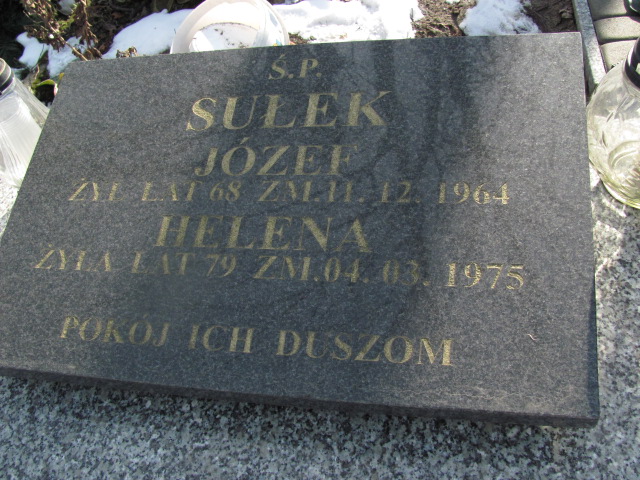 Ś.P.
SUŁEK
JÓZEF
ŻYŁ LAT 68 ZM.11. 12. 1964
HELENA
ŻYŁA LAT 79 ZM.04. 03. 1975
POKÓJ ICH DUSZOM